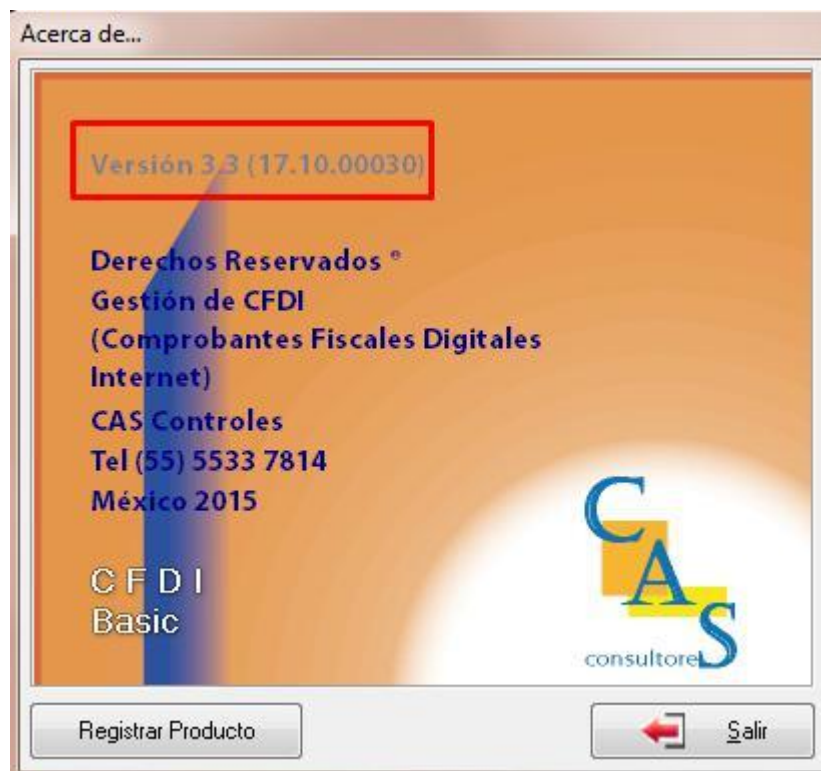 Acerca de...
Versión 3.3 (17.10.00030)
Derechos Reservados ®
Gestión de CFDI
(Comprobantes Fiscales Digitales
Internet)
CAS Controles
Tel (55) 5533 7814
México 2015
C F D I
Basic
CAS
consultores
Registrar Producto
Salir